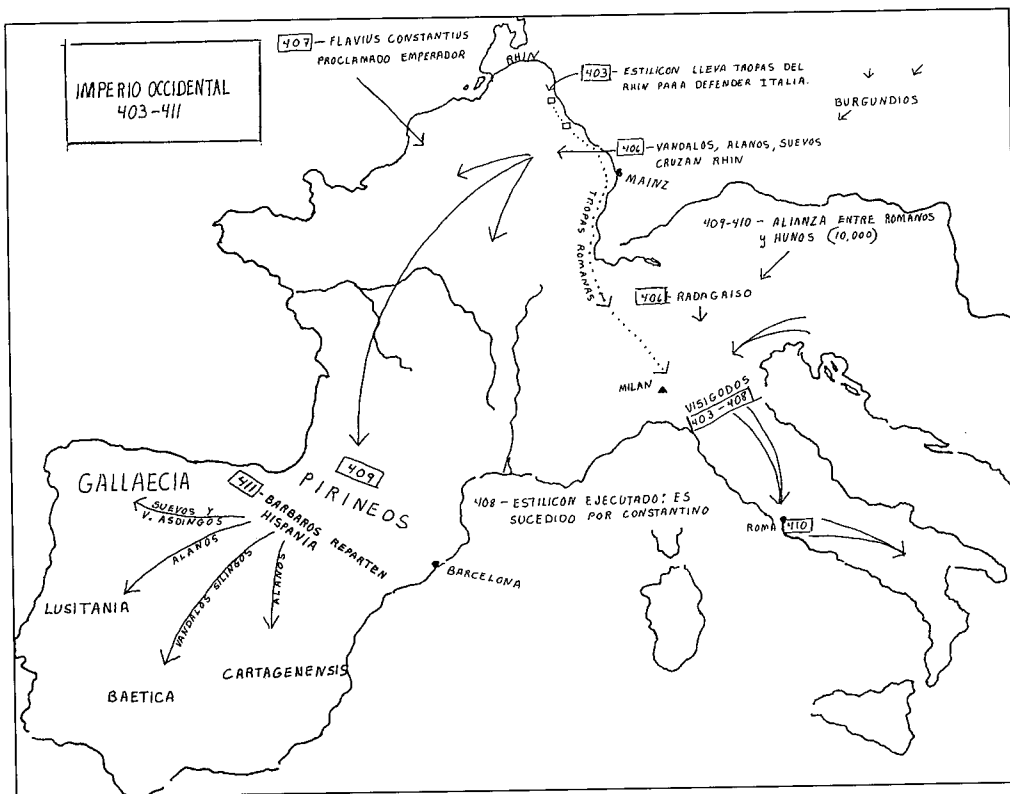 IMPERIO OCCIDENTAL
403-411
407 - FLAVIUS CONSTANTIUS
PROCLAMADO EMPERADOR
RHIN
403 - ESTILICON LLEVA TROPAS DEL
RHIN PARA DEFENDER ITALIA.
BURGUNDIOS
406 - VANDALOS, ALANOS, SUEVOS
CRUZAN RHIN
MAINZ
TROPAS ROMANAS
409-410 - ALIANZA ENTRE ROMANOS
y HUNOS (10,000)
406 - RADAGAISO
MILAN
VISIGODOS
403-408
409
PIRINEOS
GALLAECIA
411 - BARBAROS REPARTEN
HISPANIA
SUEVOS Y
V. ASDINGOS
ALANOS
VANDALOS SILINGOS
ALANOS
408 - ESTILICON EJECUTADO: ES
SUCEDIDO POR CONSTANTINO
ROMA 410
BARCELONA
LUSITANIA
CARTAGENENSIS
BAETICA